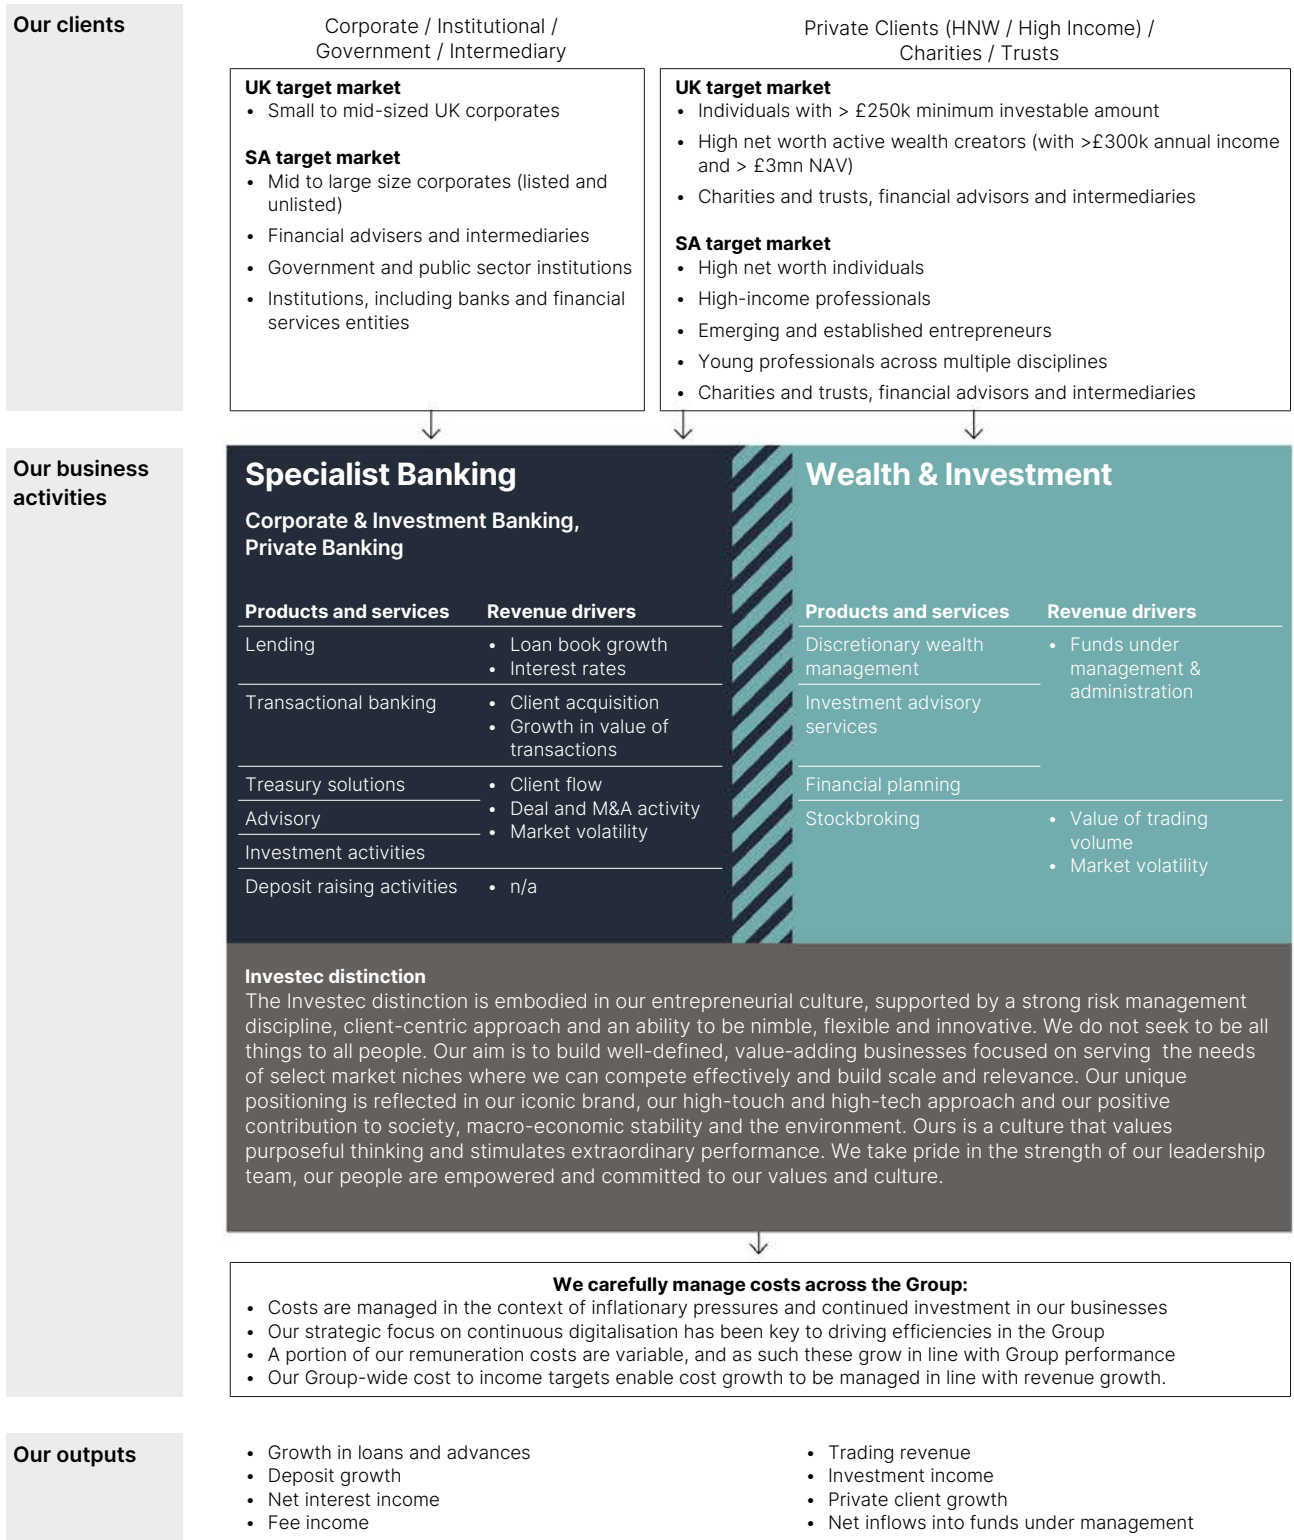 Our clients
Corporate / Institutional /
Government / Intermediary
UK target market
• Small to mid-sized UK corporates
SA target market
• Mid to large size corporates (listed and
unlisted)
• Financial advisers and intermediaries
• Government and public sector institutions
• Institutions, including banks and financial
services entities
Private Clients (HNW / High Income) /
Charities / Trusts
UK target market
• Individuals with > £250k minimum investable amount
• High net worth active wealth creators (with >£300k annual income
and > £3mn NAV)
• Charities and trusts, financial advisors and intermediaries
SA target market
• High net worth individuals
• High-income professionals
• Emerging and established entrepreneurs
• Young professionals across multiple disciplines
• Charities and trusts, financial advisors and intermediaries
Our business
activities
Specialist Banking
Corporate & Investment Banking,
Private Banking
Products and services
Revenue drivers
Lending
• Loan book growth
• Interest rates
Transactional banking
• Client acquisition
• Growth in value of
transactions
Treasury solutions
Advisory
Investment activities
• Client flow
• Deal and M&A activity
• Market volatility
Deposit raising activities
• n/a
Wealth & Investment
Products and services
Revenue drivers
Discretionary wealth
management
Investment advisory
services
Financial planning
• Funds under
management &
administration
Stockbroking
• Value of trading
volume
• Market volatility
Investec distinction
The Investec distinction is embodied in our entrepreneurial culture, supported by a strong risk management
discipline, client-centric approach and an ability to be nimble, flexible and innovative. We do not seek to be all
things to all people. Our aim is to build well-defined, value-adding businesses focused on serving the needs
of select market niches where we can compete effectively and build scale and relevance. Our unique
positioning is reflected in our iconic brand, our high-touch and high-tech approach and our positive
contribution to society, macro-economic stability and the environment. Ours is a culture that values
purposeful thinking and stimulates extraordinary performance. We take pride in the strength of our leadership
team, our people are empowered and committed to our values and culture.
We carefully manage costs across the Group:
• Costs are managed in the context of inflationary pressures and continued investment in our businesses
• Our strategic focus on continuous digitalisation has been key to driving efficiencies in the Group
• A portion of our remuneration costs are variable, and as such these grow in line with Group performance
• Our Group-wide cost to income targets enable cost growth to be managed in line with revenue growth.
Our outputs
• Growth in loans and advances
• Deposit growth
• Net interest income
• Fee income
• Trading revenue
• Investment income
• Private client growth
• Net inflows into funds under management